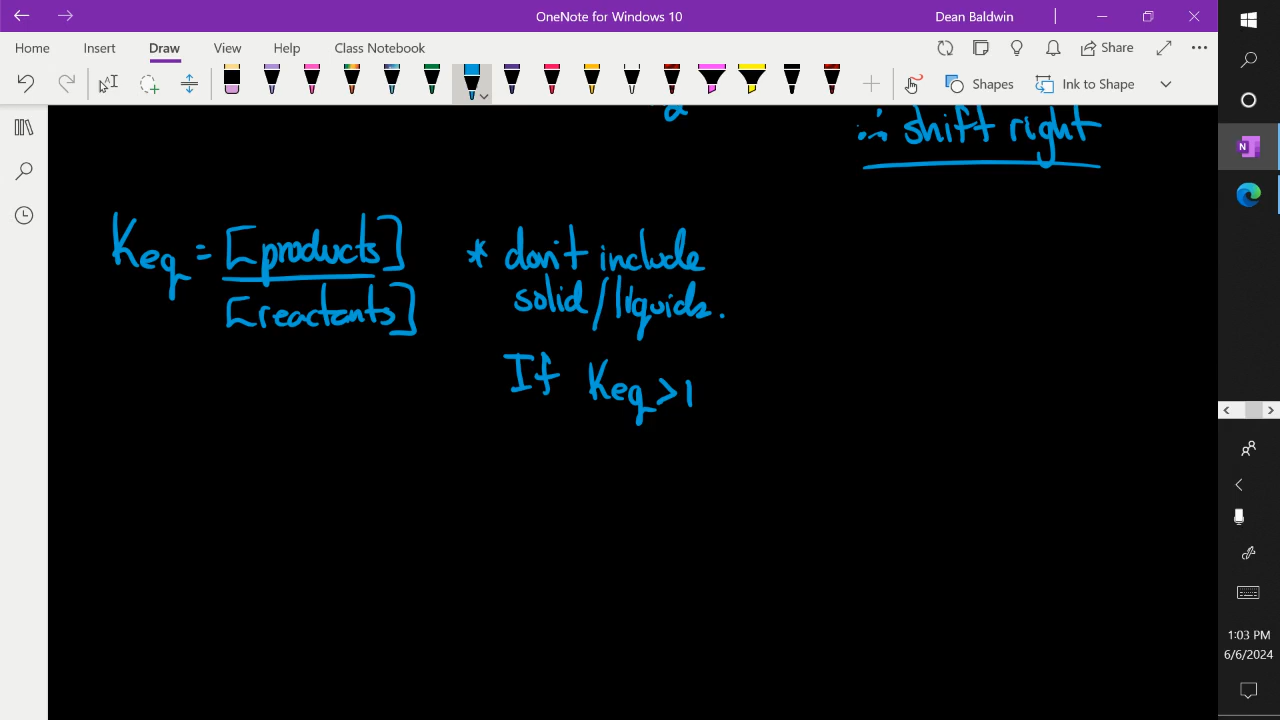 OneNote for Windows 10
Dean Baldwin
Home Insert Draw View Help Class Notebook
Share
Shapes
Ink to Shape
∴ shift right
Keq = [products]
[reactants]
* don't include
solid/liquids.
If Keq > 1
1:03 PM
6/6/2024